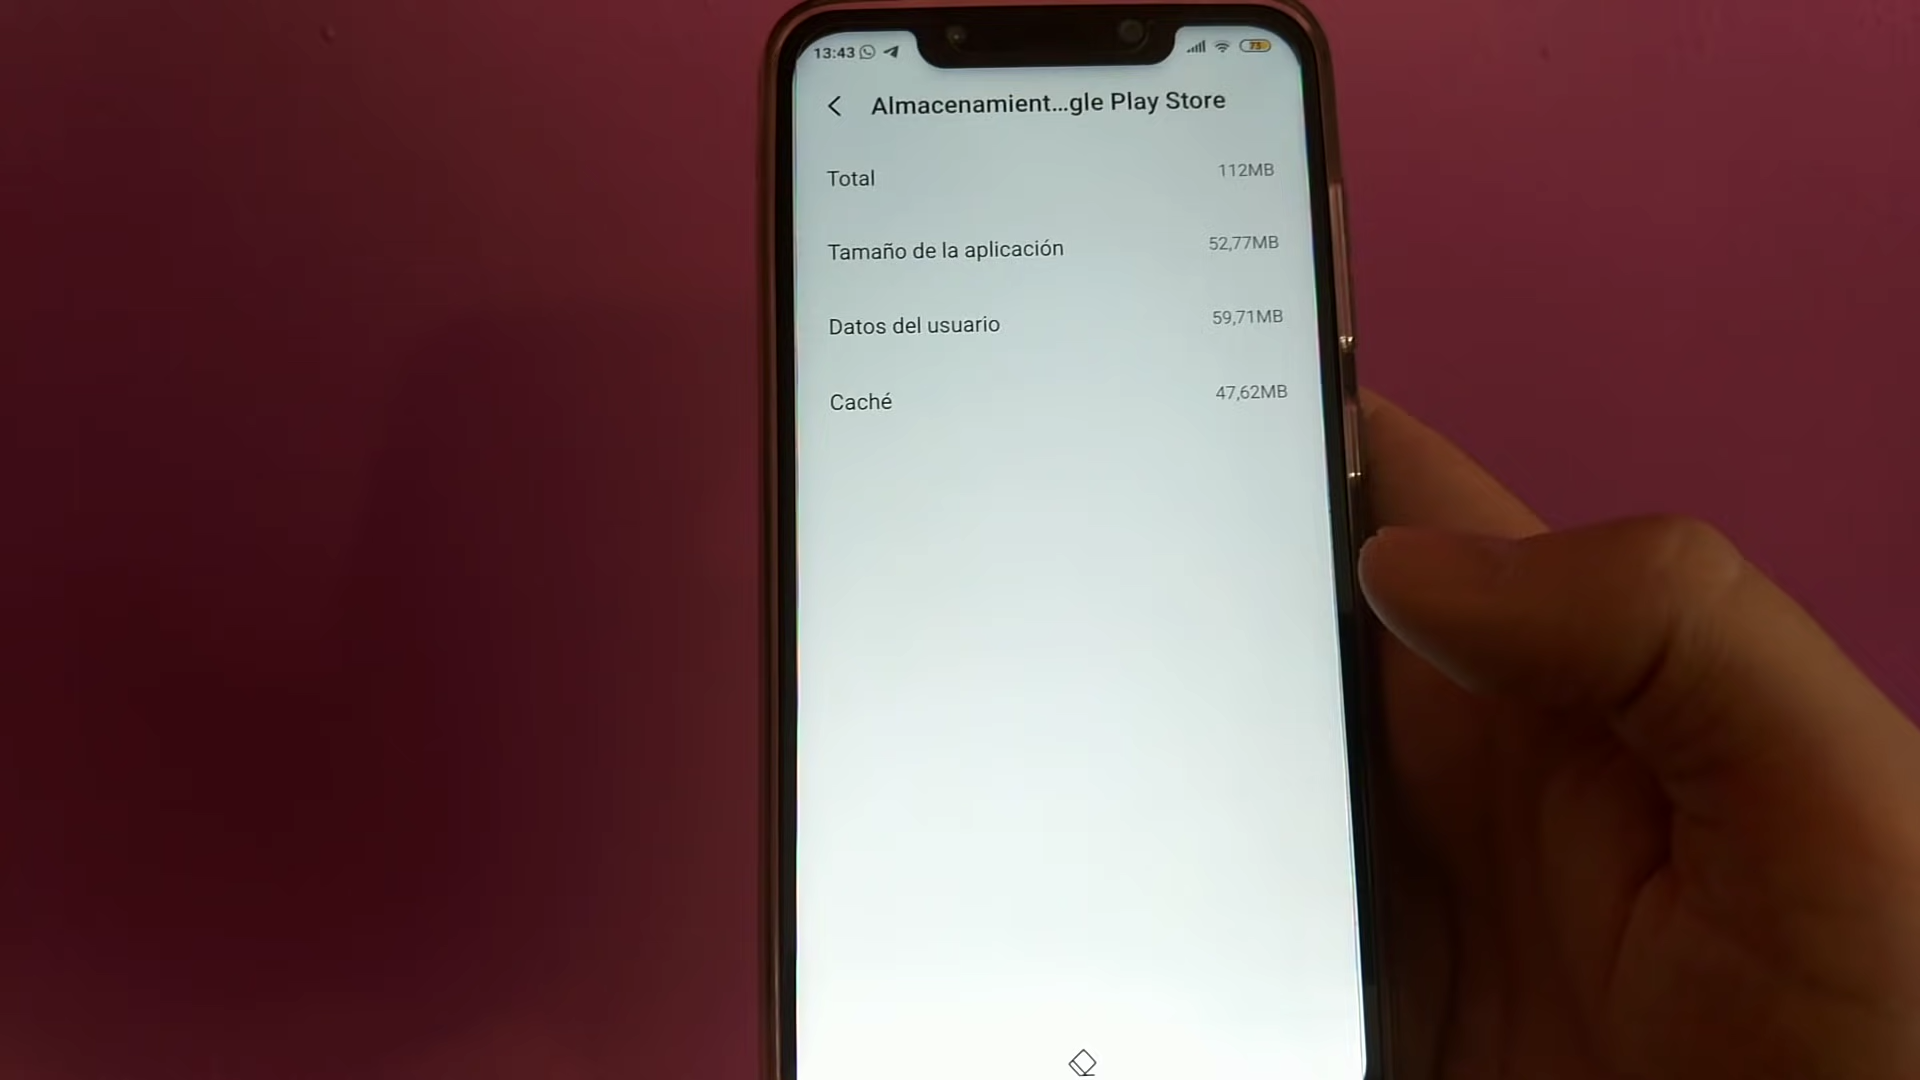 13:43 73
Almacenamient...gle Play Store
Total 112MB
Tamaño de la aplicación 52,77MB
Datos del usuario 59,71MB
Caché 47,62MB